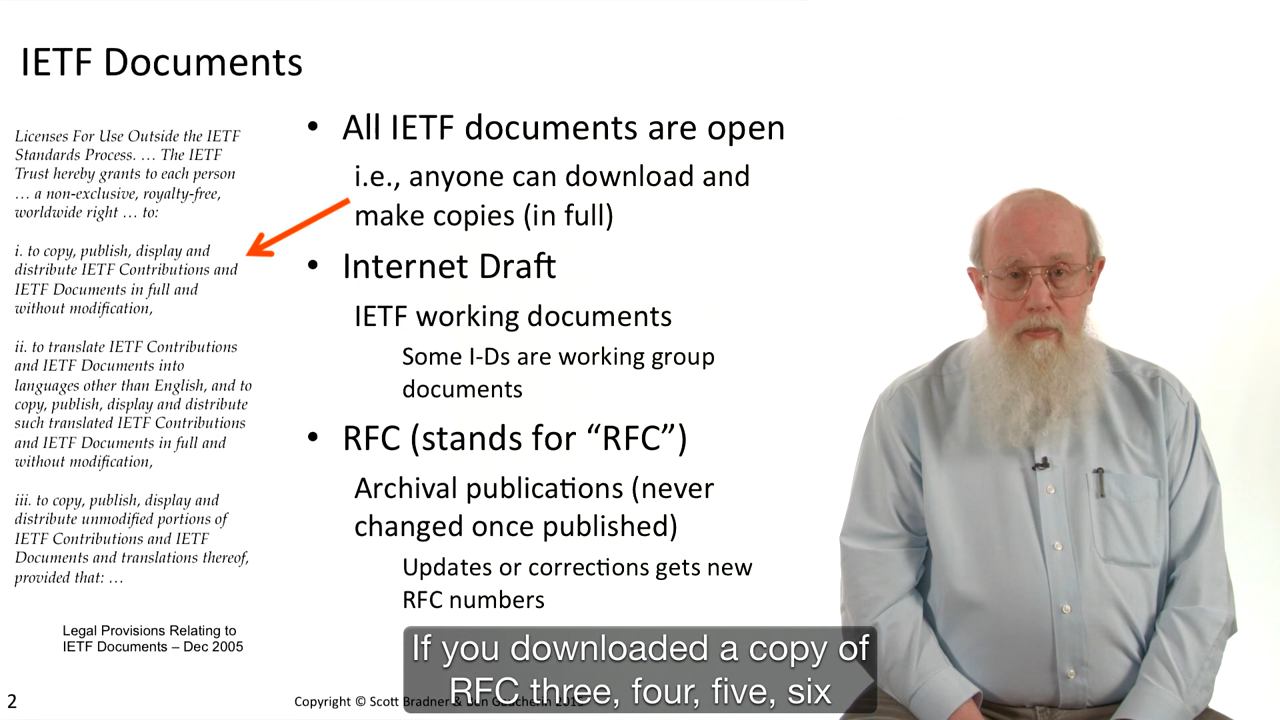 IETF Documents
Licenses For Use Outside the IETF
Standards Process. … The IETF
Trust hereby grants to each person
… a non-exclusive, royalty-free,
worldwide right … to:
i. to copy, publish, display and
distribute IETF Contributions and
IETF Documents in full and
without modification,
ii. to translate IETF Contributions
and IETF Documents into
languages other than English, and to
copy, publish, display and distribute
such translated IETF Contributions
and IETF Documents in full and
without modification,
iii. to copy, publish, display and
distribute unmodified portions of
IETF Contributions and IETF
Documents and translations thereof,
provided that: …
Legal Provisions Relating to
IETF Documents – Dec 2005
• All IETF documents are open
i.e., anyone can download and
make copies (in full)
• Internet Draft
IETF working documents
Some I-Ds are working group
documents
• RFC (stands for “RFC”)
Archival publications (never
changed once published)
Updates or corrections gets new
RFC numbers
If you downloaded a copy of
RFC three, four, five, six
2
Copyright © Scott Bradner &